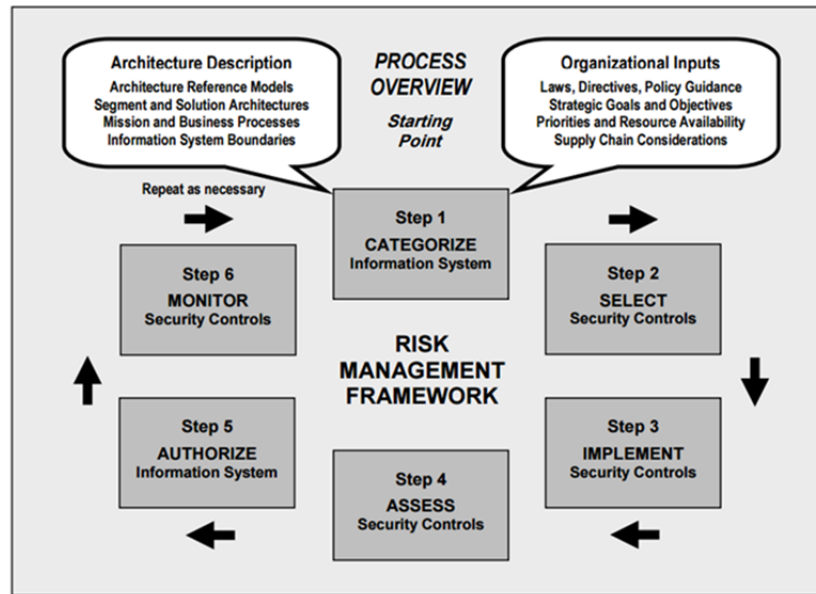 Architecture Description
Architecture Reference Models
Segment and Solution Architectures
Mission and Business Processes
Information System Boundaries
PROCESS
OVERVIEW
Starting
Point
Organizational Inputs
Laws, Directives, Policy Guidance
Strategic Goals and Objectives
Priorities and Resource Availability
Supply Chain Considerations
Repeat as necessary
Step 1
CATEGORIZE
Information System
Step 2
SELECT
Security Controls
Step 3
IMPLEMENT
Security Controls
Step 4
ASSESS
Security Controls
Step 5
AUTHORIZE
Information System
Step 6
MONITOR
Security Controls
RISK
MANAGEMENT
FRAMEWORK